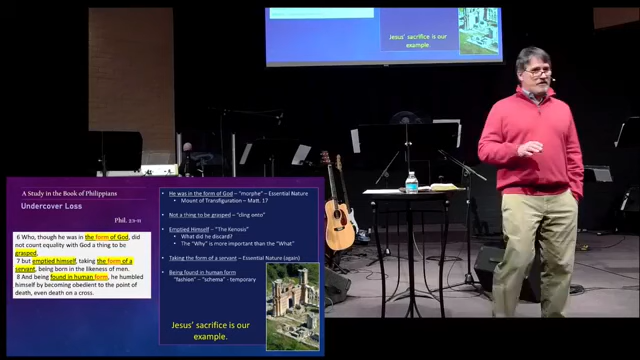 A Study in the Book of Philippians
Undercover Loss
Phil. 2:5-11
6 Who, though he was in the form of God, did
not count equality with God a thing to be
grasped,
7 but emptied himself, taking the form of a
servant, being born in the likeness of men.
8 And being found in human form, he humbled
himself by becoming obedient to the point of
death, even death on a cross.
• He was in the form of God – "morphe" – Essential Nature
• Mount of Transfiguration – Matt. 17
• Not a thing to be grasped – "cling onto"
• Emptied Himself – "The Kenosis"
• What did he discard?
• The "Why" is more important than the "What"
• Taking the form of a servant – Essential Nature (again)
• Being found in human form
"fashion" – "schema" - temporary
Jesus' sacrifice is our
example.
Jesus' sacrifice is our
example.